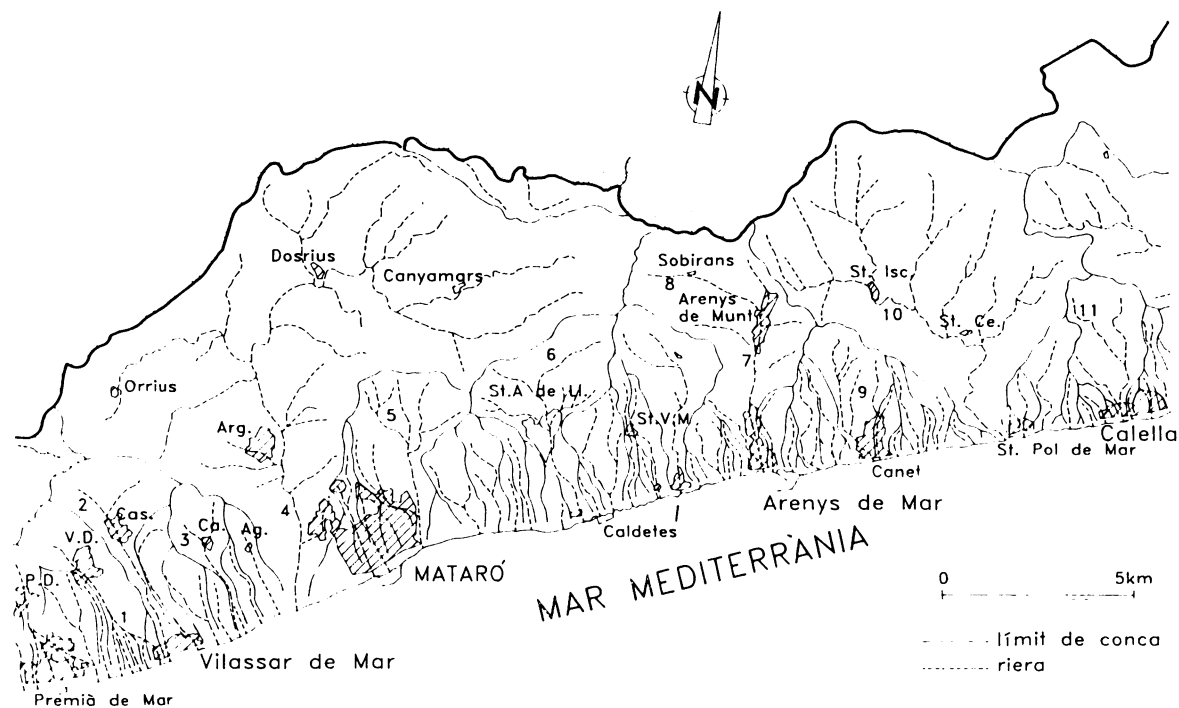 N
Dosrius
Canyamars
Sobirans
8
Arenys
de Munt
St. Isc.
10
St. Ce.
11
Orrius
6
7
St.A de Ll.
5
9
Arg.
St.V.M.
Calella
St. Pol de Mar
Canet
2
Cas.
4
Arenys de Mar
V.D.
3
Ca.
Ag.
Caldetes
P.D.
MATARÓ
MAR MEDITERRÀNIA
0 5km
1
límit de conca
riera
Vilassar de Mar
Premià de Mar